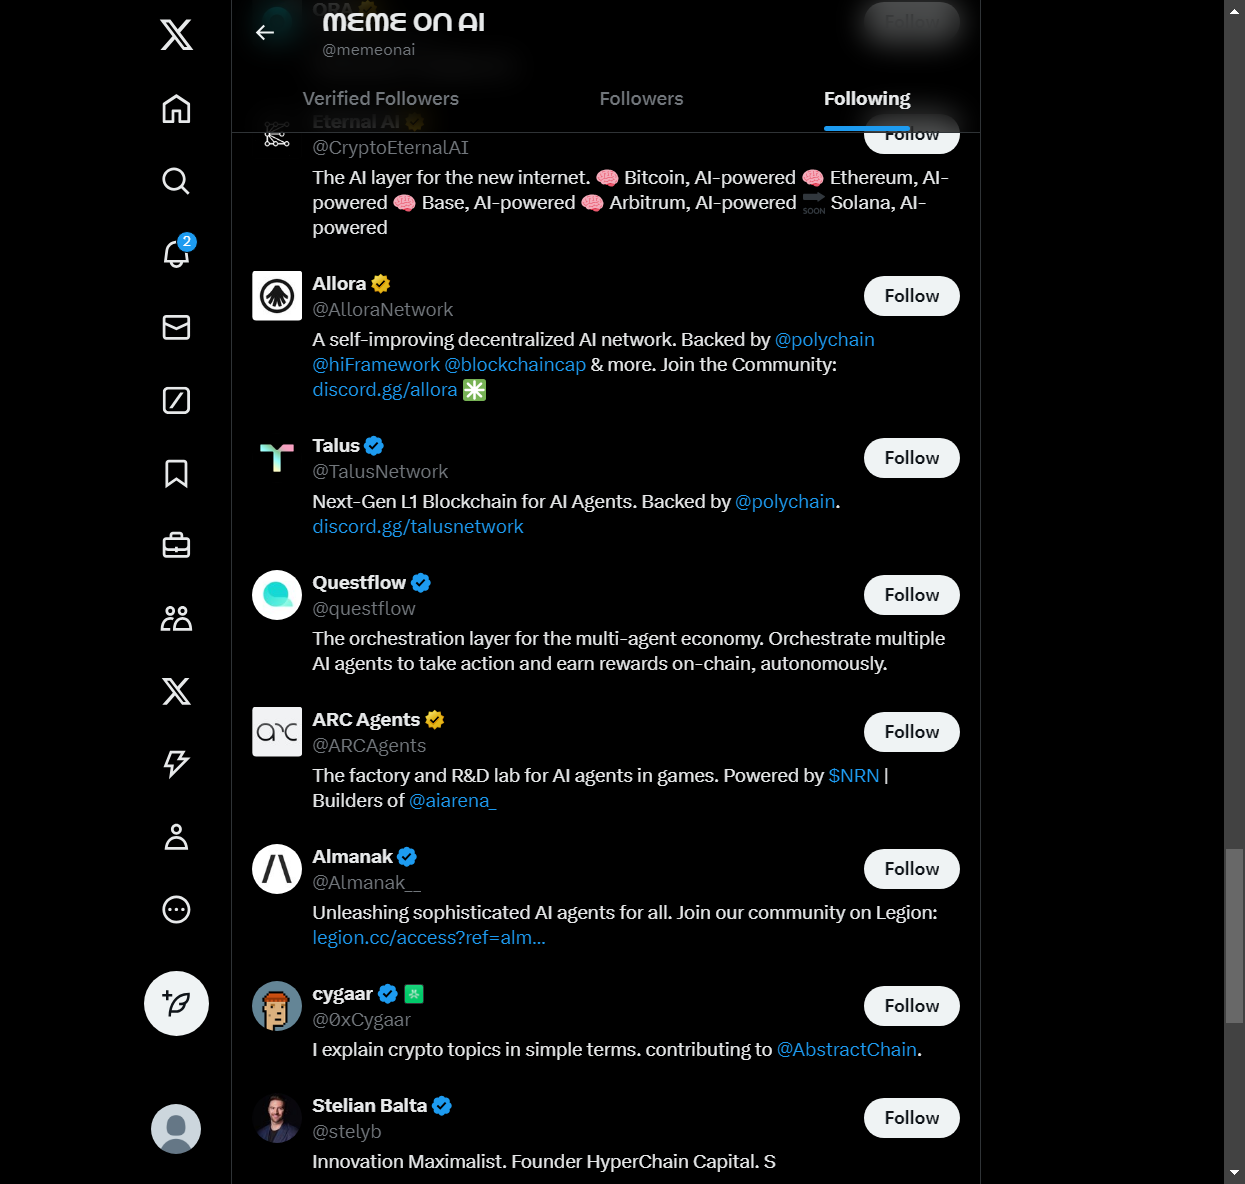 MEME ON AI
@memeonai
Follow
Verified Followers
Followers
Following
Eternal AI
Follow
@CryptoEternalAI
The AI layer for the new internet. 🧠 Bitcoin, AI-powered 🧠 Ethereum, AI-
powered 🧠 Base, AI-powered 🧠 Arbitrum, AI-powered 🔜 Solana, AI-
powered
2
Allora
@AlloraNetwork
Follow
A self-improving decentralized AI network. Backed by @polychain
@hiFramework @blockchaincap & more. Join the Community:
discord.gg/allora ✳️
Talus
@TalusNetwork
Follow
Next-Gen L1 Blockchain for AI Agents. Backed by @polychain.
discord.gg/talusnetwork
Questflow
@questflow
Follow
The orchestration layer for the multi-agent economy. Orchestrate multiple
AI agents to take action and earn rewards on-chain, autonomously.
arc
ARC Agents
@ARCAgents
Follow
The factory and R&D lab for AI agents in games. Powered by $NRN |
Builders of @aiarena_
Almanak
@Almanak__
Follow
Unleashing sophisticated AI agents for all. Join our community on Legion:
legion.cc/access?ref=alm...
cygaar
@0xCygaar
Follow
I explain crypto topics in simple terms. contributing to @AbstractChain.
Stelian Balta
@stelyb
Follow
Innovation Maximalist. Founder HyperChain Capital. S